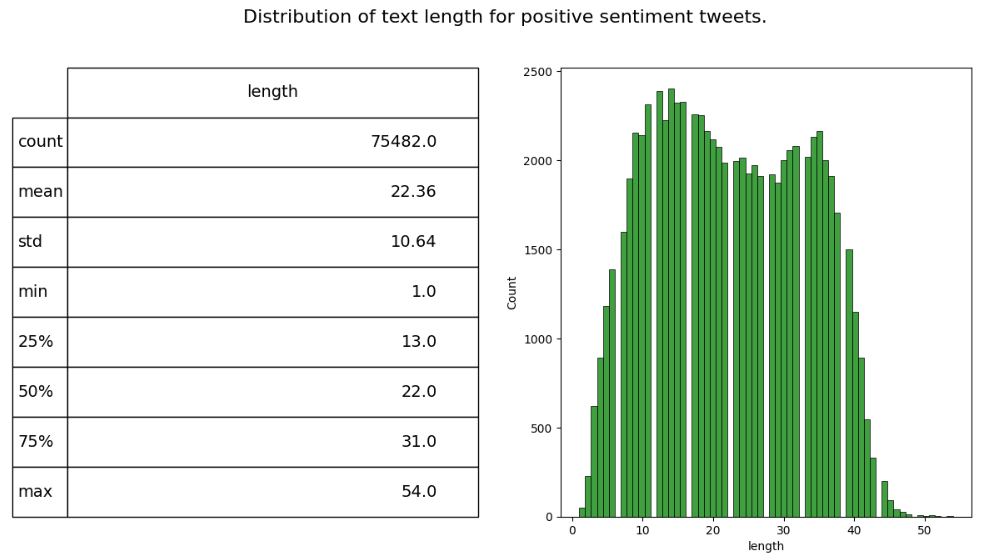 Distribution of text length for positive sentiment tweets.
length
count 75482.0
mean 22.36
std 10.64
min 1.0
25% 13.0
50% 22.0
75% 31.0
max 54.0
2500
2000
1500
1000
500
0
Count
0 10 20 30 40 50
length